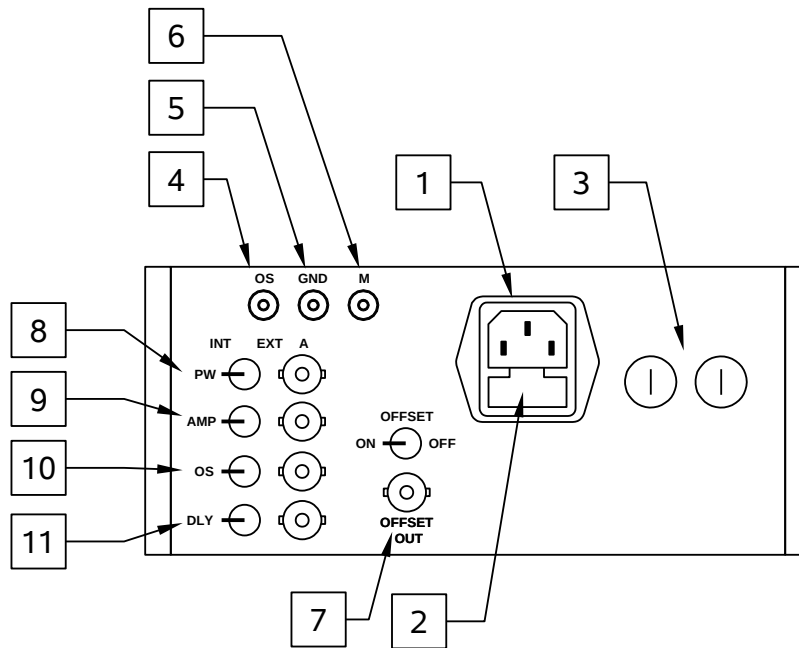 6
5
4
1
3
OS GND M
8
INT EXT A
PW
9
AMP
OFFSET
ON OFF
10
OS
11
DLY
OFFSET
OUT
7
2